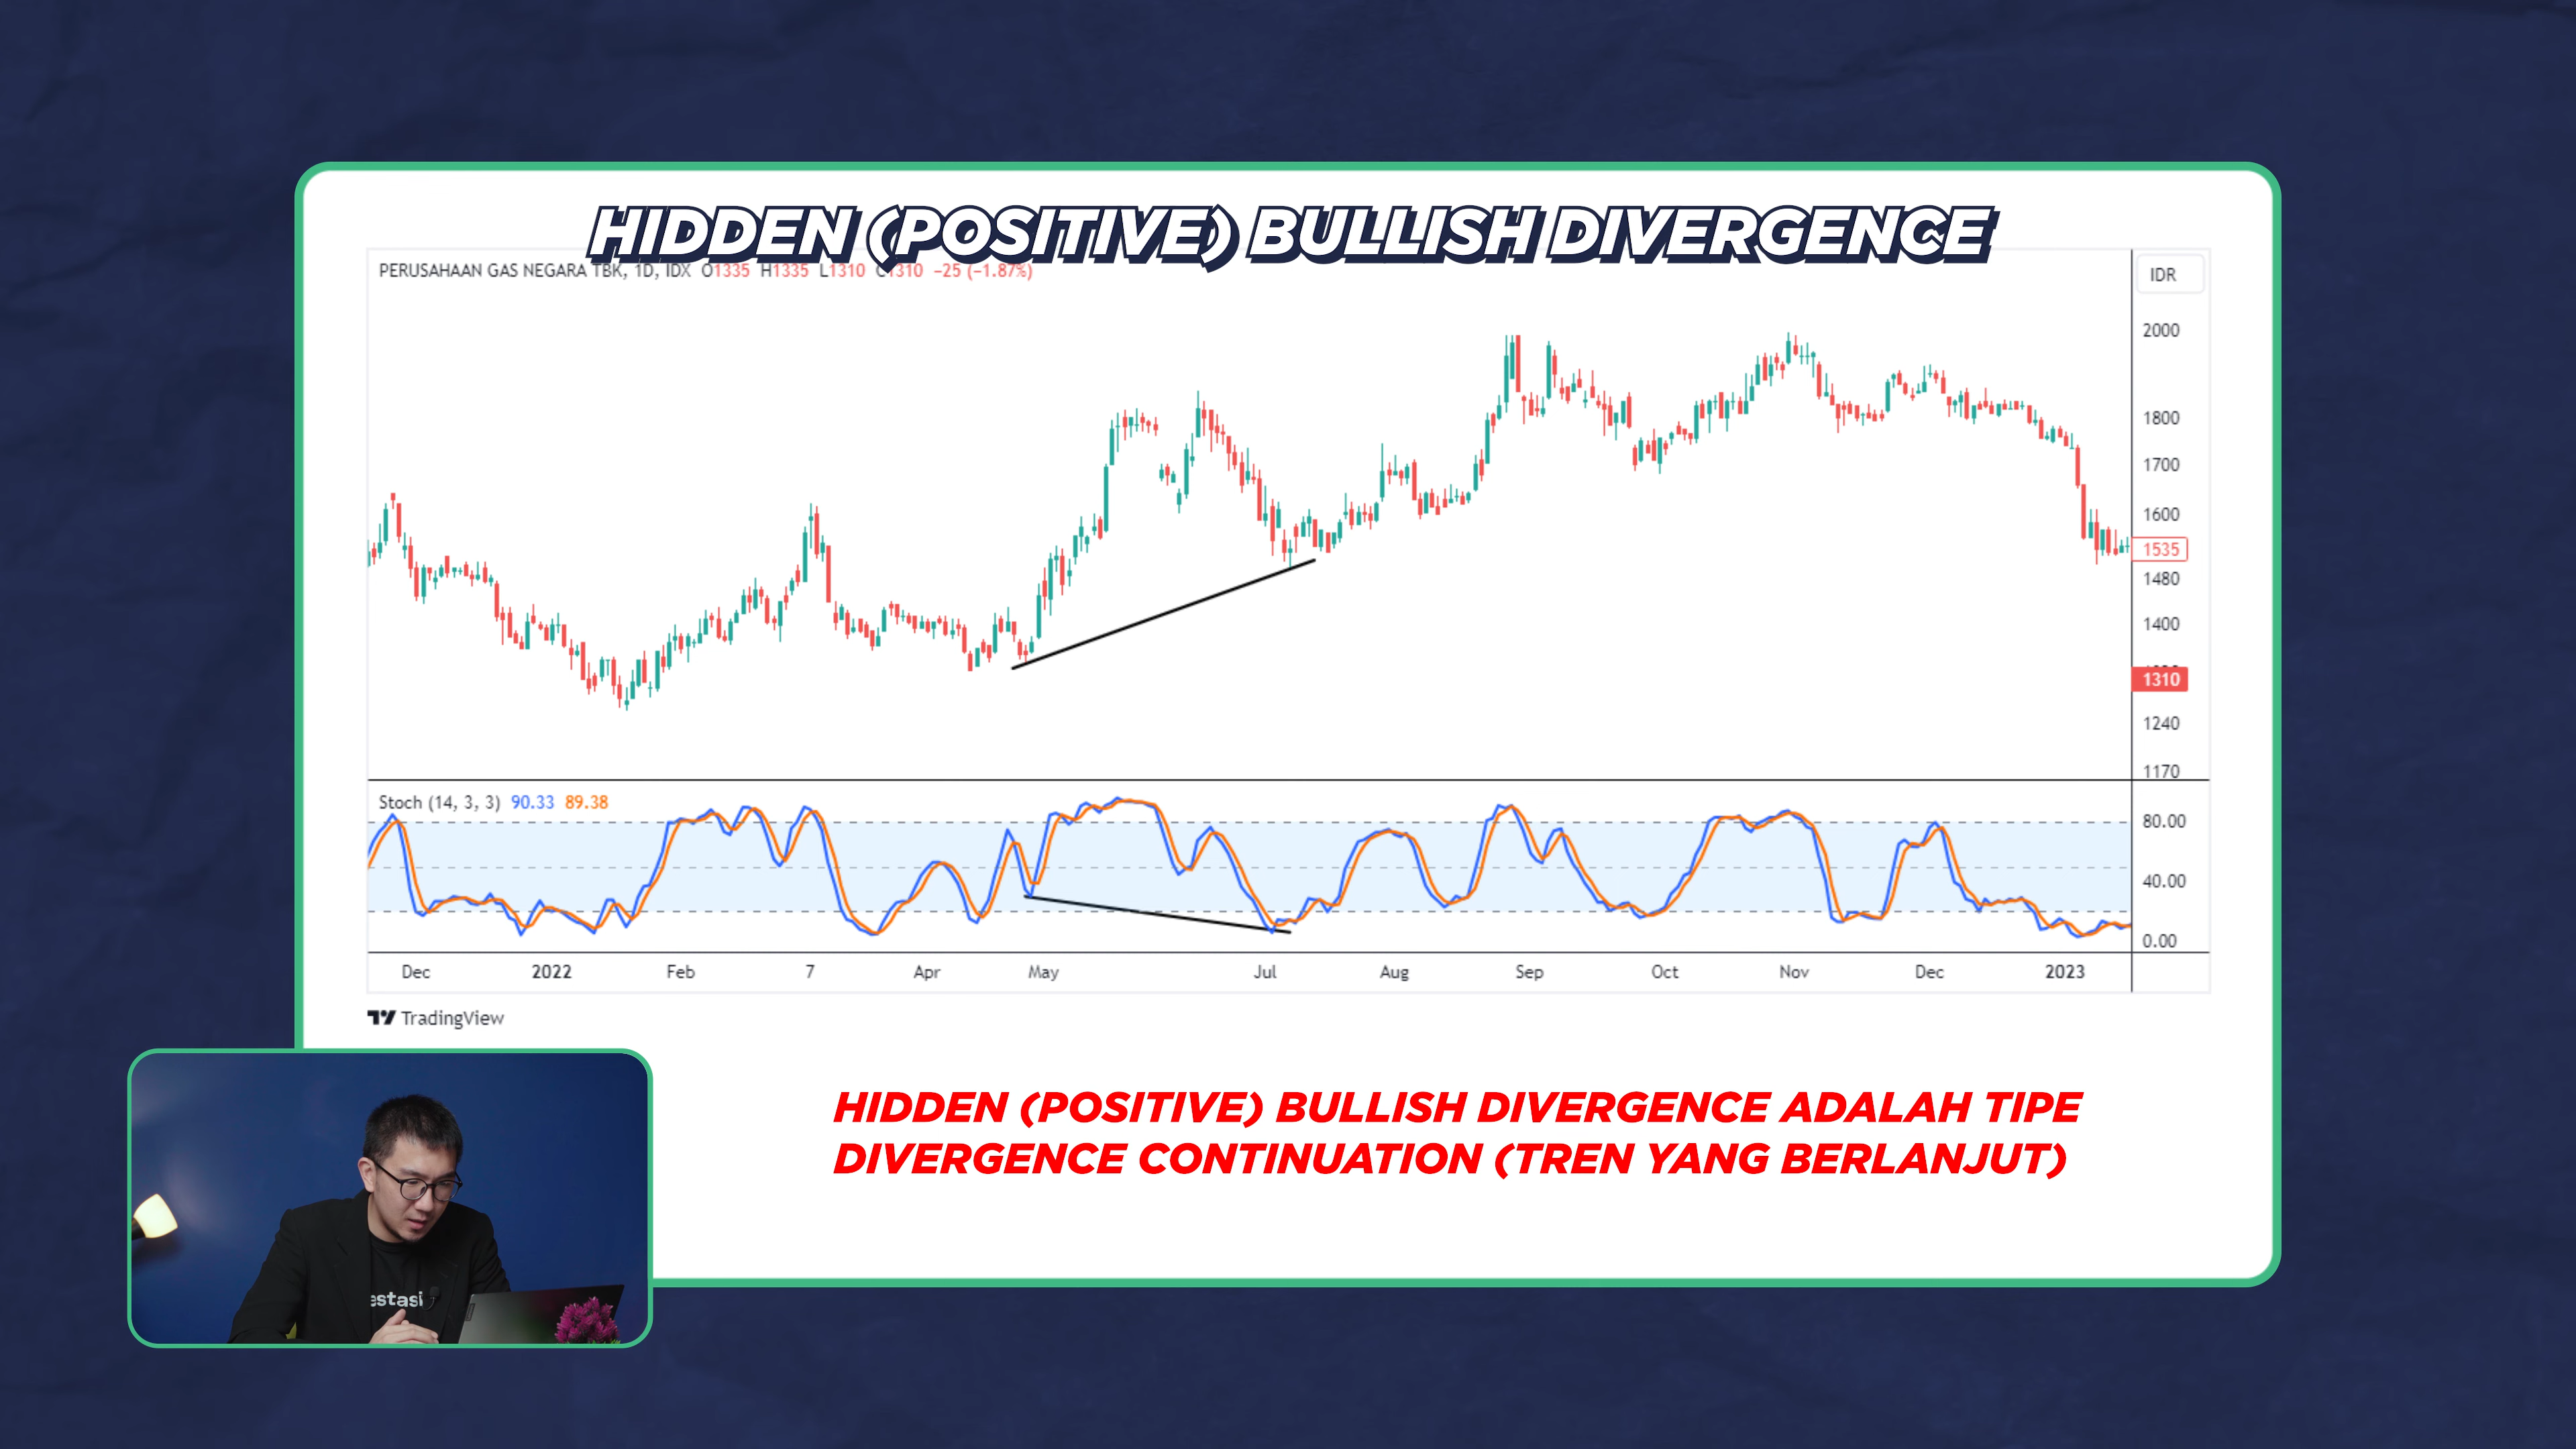 HIDDEN (POSITIVE) BULLISH DIVERGENCE
PERUSAHAAN GAS NEGARA TBK, 1D, IDX O1335 H1335 L1310 C1310 −25 (−1.87%)
IDR
2000
1800
1700
1600
1535
1480
1400
1310
1240
1170
Stoch (14, 3, 3) 90.33 89.38
80.00
40.00
0.00
Dec 2022 Feb 7 Apr May Jul Aug Sep Oct Nov Dec 2023
TradingView
HIDDEN (POSITIVE) BULLISH DIVERGENCE ADALAH TIPE
DIVERGENCE CONTINUATION (TREN YANG BERLANJUT)
estasi